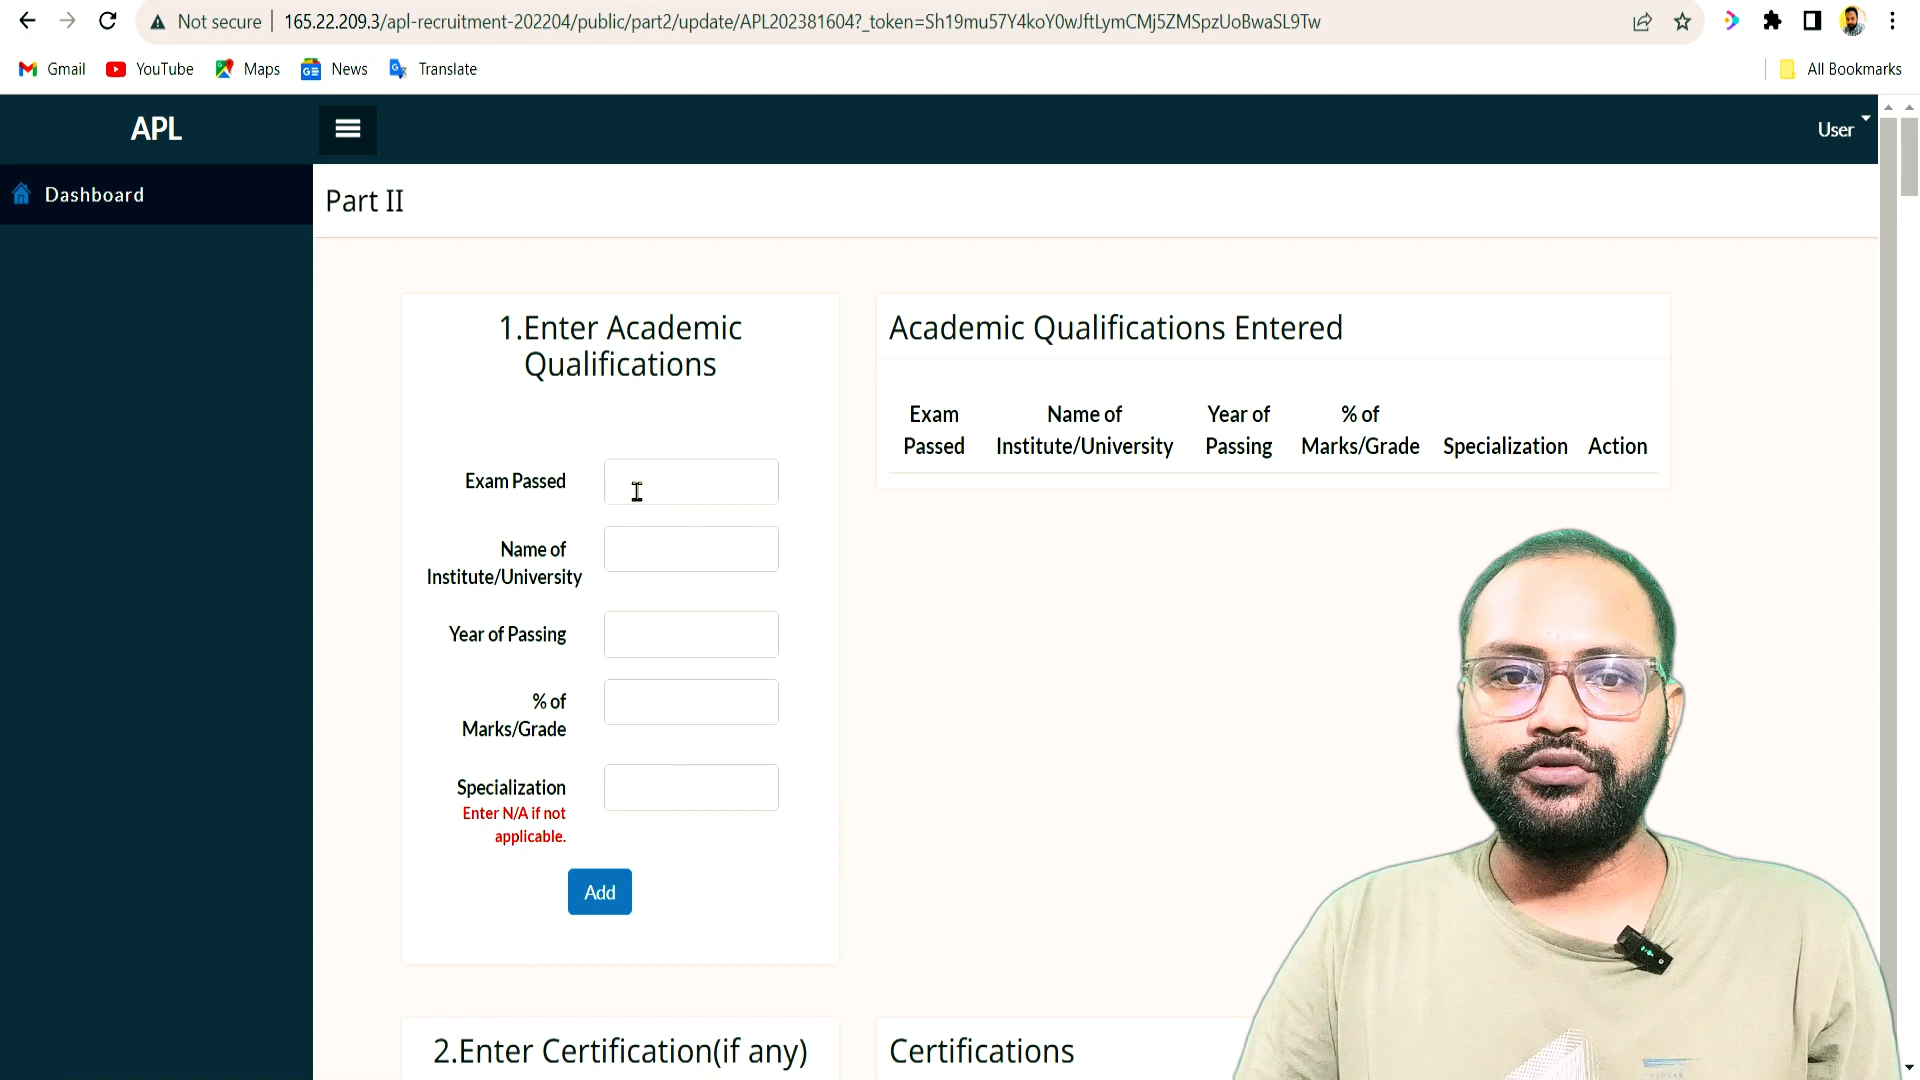 Not secure
165.22.209.3/apl-recruitment-202204/public/part2/update/APL202381604?_token=Sh19mu57Y4koY0wJftLymCMj5ZMSpzUoBwaSL9Tw
Gmail
YouTube
Maps
News
Translate
All Bookmarks
APL
User
Dashboard
Part II
1.Enter Academic
Qualifications
Exam Passed
Name of
Institute/University
Year of Passing
% of
Marks/Grade
Specialization
Enter N/A if not
applicable.
Add
Academic Qualifications Entered
Exam
Passed
Name of
Institute/University
Year of
Passing
% of
Marks/Grade
Specialization
Action
2.Enter Certification(if any)
Certifications